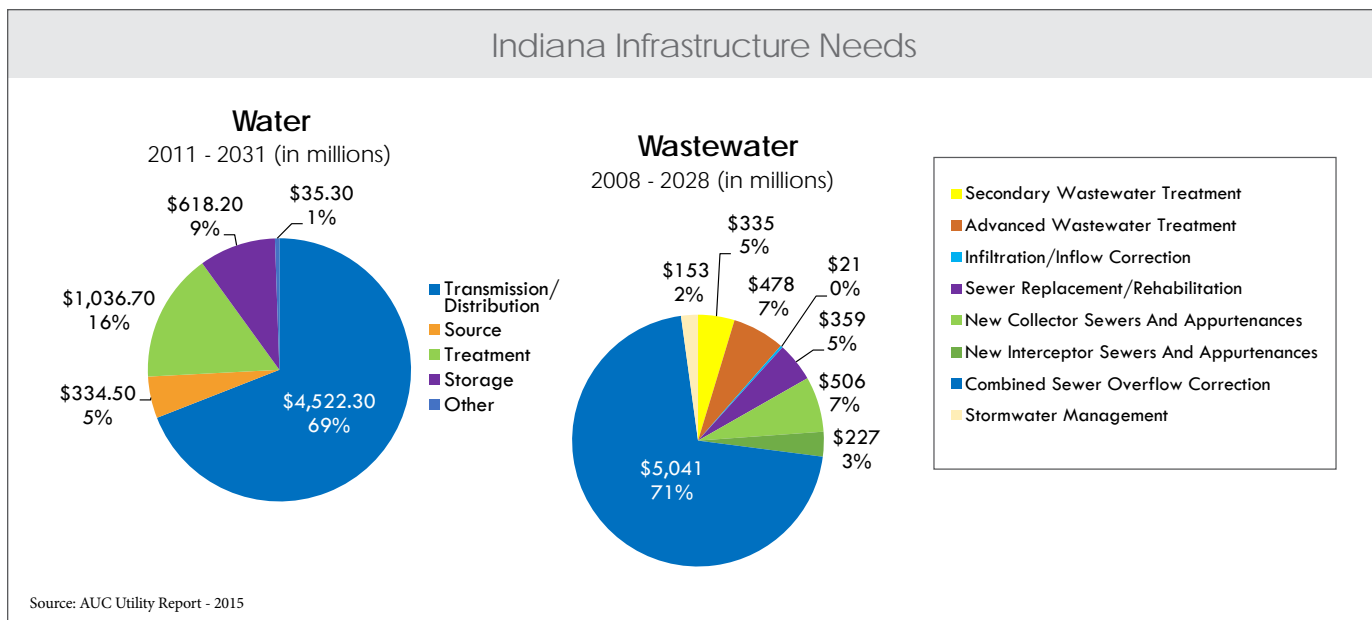 Indiana Infrastructure Needs
Water
2011 - 2031 (in millions)
$35.30
1%
$618.20
9%
$1,036.70
16%
$334.50
5%
$4,522.30
69%
Transmission/
Distribution
Source
Treatment
Storage
Other
Wastewater
2008 - 2028 (in millions)
$335
5%
$153
2%
$478
7%
$21
0%
$359
5%
$506
7%
$227
3%
$5,041
71%
Secondary Wastewater Treatment
Advanced Wastewater Treatment
Infiltration/Inflow Correction
Sewer Replacement/Rehabilitation
New Collector Sewers And Appurtenances
New Interceptor Sewers And Appurtenances
Combined Sewer Overflow Correction
Stormwater Management
Source: AUC Utility Report - 2015